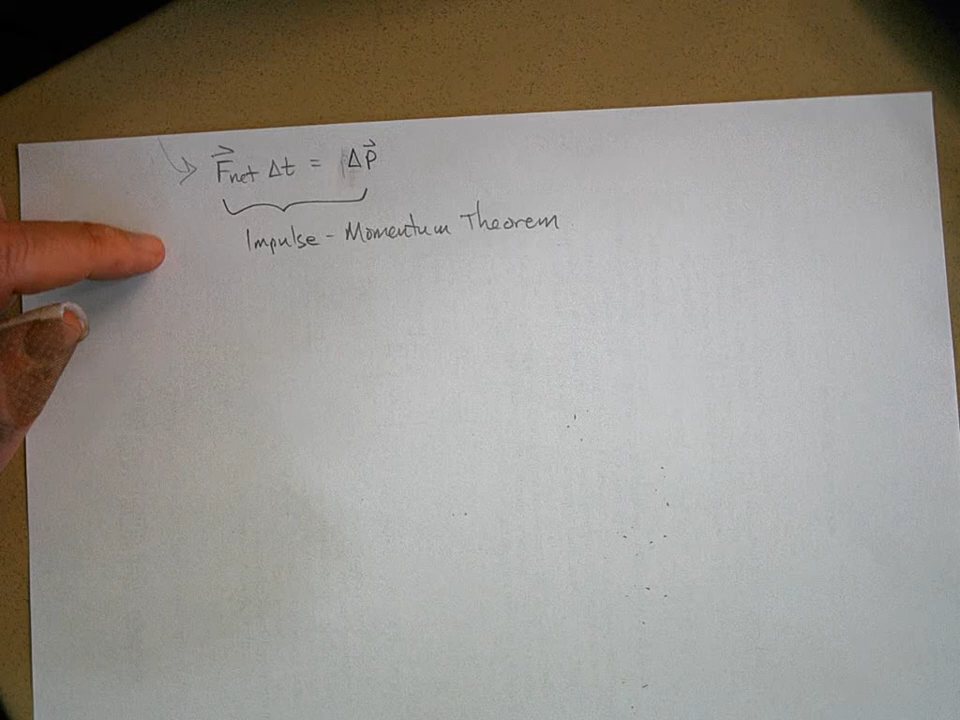 → F⃗net Δt = Δp⃗
Impulse - Momentum Theorem